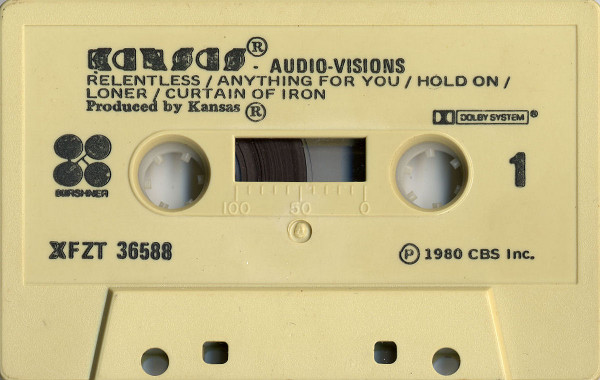 KANSAS® - AUDIO-VISIONS
RELENTLESS / ANYTHING FOR YOU / HOLD ON /
LONER / CURTAIN OF IRON
Produced by Kansas ®
DOLBY SYSTEM ®
KIRSHNER
1
100 50 0
XFZT 36588
℗ 1980 CBS Inc.